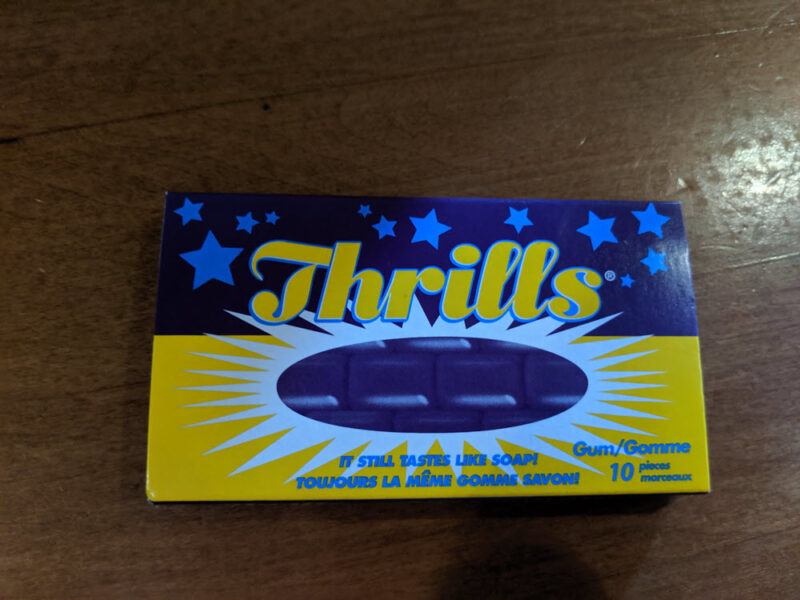 Thrills®
IT STILL TASTES LIKE SOAP!
TOUJOURS LA MÊME GOMME SAVON!
Gum/Gomme
10 pieces
morceaux